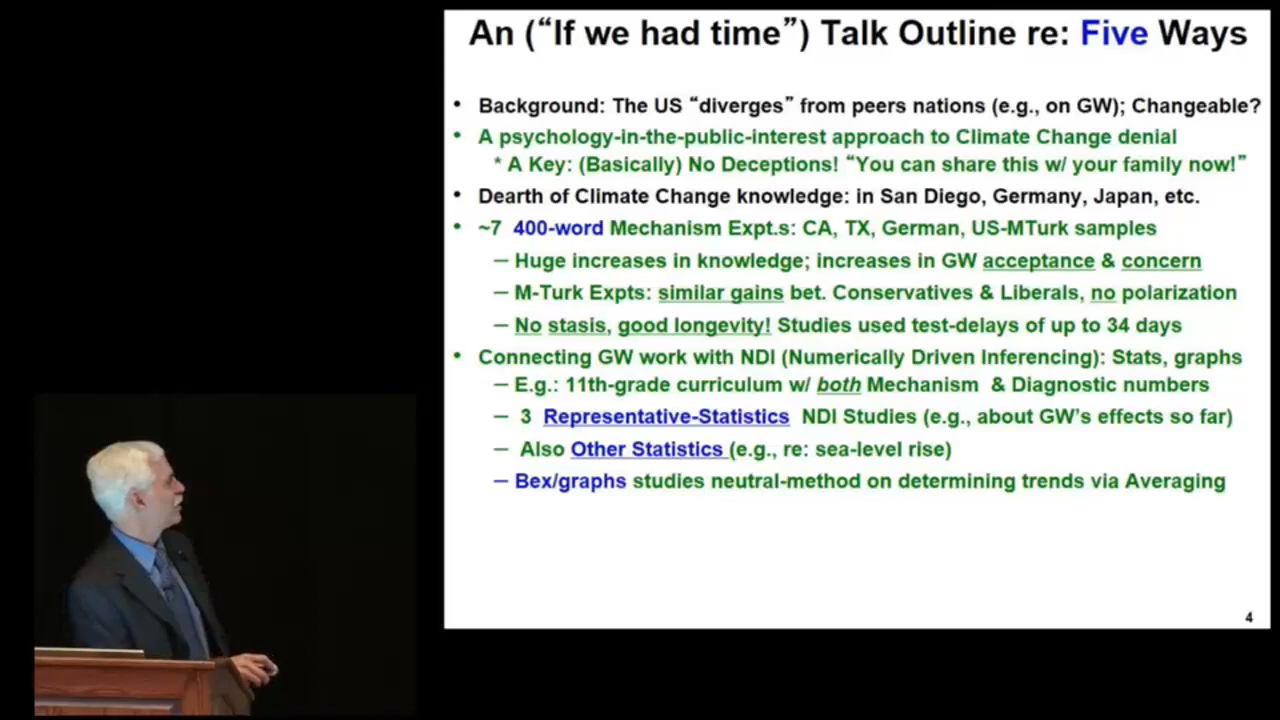 An (“If we had time”) Talk Outline re: Five Ways
• Background: The US “diverges” from peers nations (e.g., on GW); Changeable?
• A psychology-in-the-public-interest approach to Climate Change denial
* A Key: (Basically) No Deceptions! “You can share this w/ your family now!”
• Dearth of Climate Change knowledge: in San Diego, Germany, Japan, etc.
• ~7 400-word Mechanism Expt.s: CA, TX, German, US-MTurk samples
– Huge increases in knowledge; increases in GW acceptance & concern
– M-Turk Expts: similar gains bet. Conservatives & Liberals, no polarization
– No stasis, good longevity! Studies used test-delays of up to 34 days
• Connecting GW work with NDI (Numerically Driven Inferencing): Stats, graphs
– E.g.: 11th-grade curriculum w/ both Mechanism & Diagnostic numbers
– 3 Representative-Statistics NDI Studies (e.g., about GW’s effects so far)
– Also Other Statistics (e.g., re: sea-level rise)
– Bex/graphs studies neutral-method on determining trends via Averaging
4